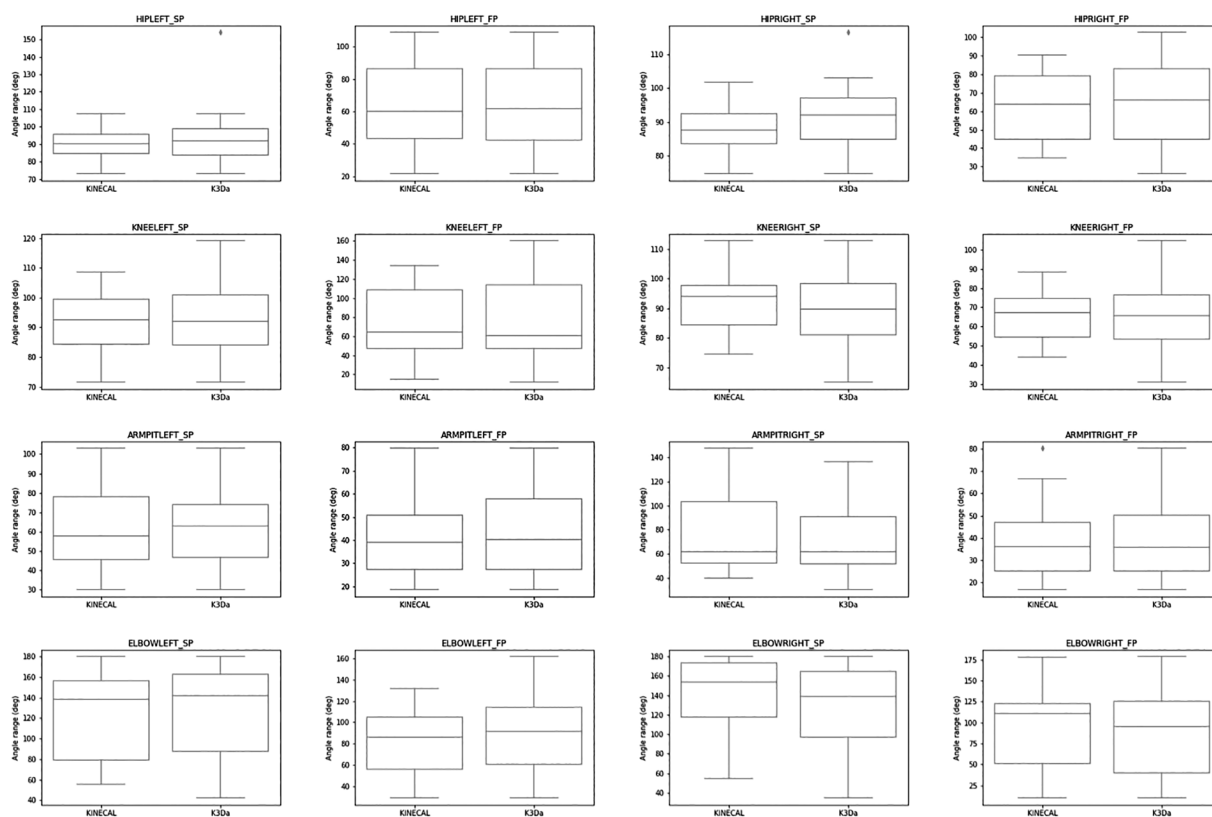 HIPLEFT_SP
Angle range (deg)
150
140
130
120
110
100
90
80
70
KINECAL K3Da
HIPLEFT_FP
Angle range (deg)
100
80
60
40
20
KINECAL K3Da
HIPRIGHT_SP
Angle range (deg)
110
100
90
80
KINECAL K3Da
HIPRIGHT_FP
Angle range (deg)
100
90
80
70
60
50
40
30
KINECAL K3Da
KNEELEFT_SP
Angle range (deg)
120
110
100
90
80
70
KINECAL K3Da
KNEELEFT_FP
Angle range (deg)
160
140
120
100
80
60
40
20
KINECAL K3Da
KNEERIGHT_SP
Angle range (deg)
110
100
90
80
70
KINECAL K3Da
KNEERIGHT_FP
Angle range (deg)
100
90
80
70
60
50
40
30
KINECAL K3Da
ARMPITLEFT_SP
Angle range (deg)
100
90
80
70
60
50
40
30
KINECAL K3Da
ARMPITLEFT_FP
Angle range (deg)
80
70
60
50
40
30
20
KINECAL K3Da
ARMPITRIGHT_SP
Angle range (deg)
140
120
100
80
60
40
KINECAL K3Da
ARMPITRIGHT_FP
Angle range (deg)
80
70
60
50
40
30
20
KINECAL K3Da
ELBOWLEFT_SP
Angle range (deg)
180
160
140
120
100
80
60
40
KINECAL K3Da
ELBOWLEFT_FP
Angle range (deg)
160
140
120
100
80
60
40
KINECAL K3Da
ELBOWRIGHT_SP
Angle range (deg)
180
160
140
120
100
80
60
40
KINECAL K3Da
ELBOWRIGHT_FP
Angle range (deg)
175
150
125
100
75
50
25
KINECAL K3Da